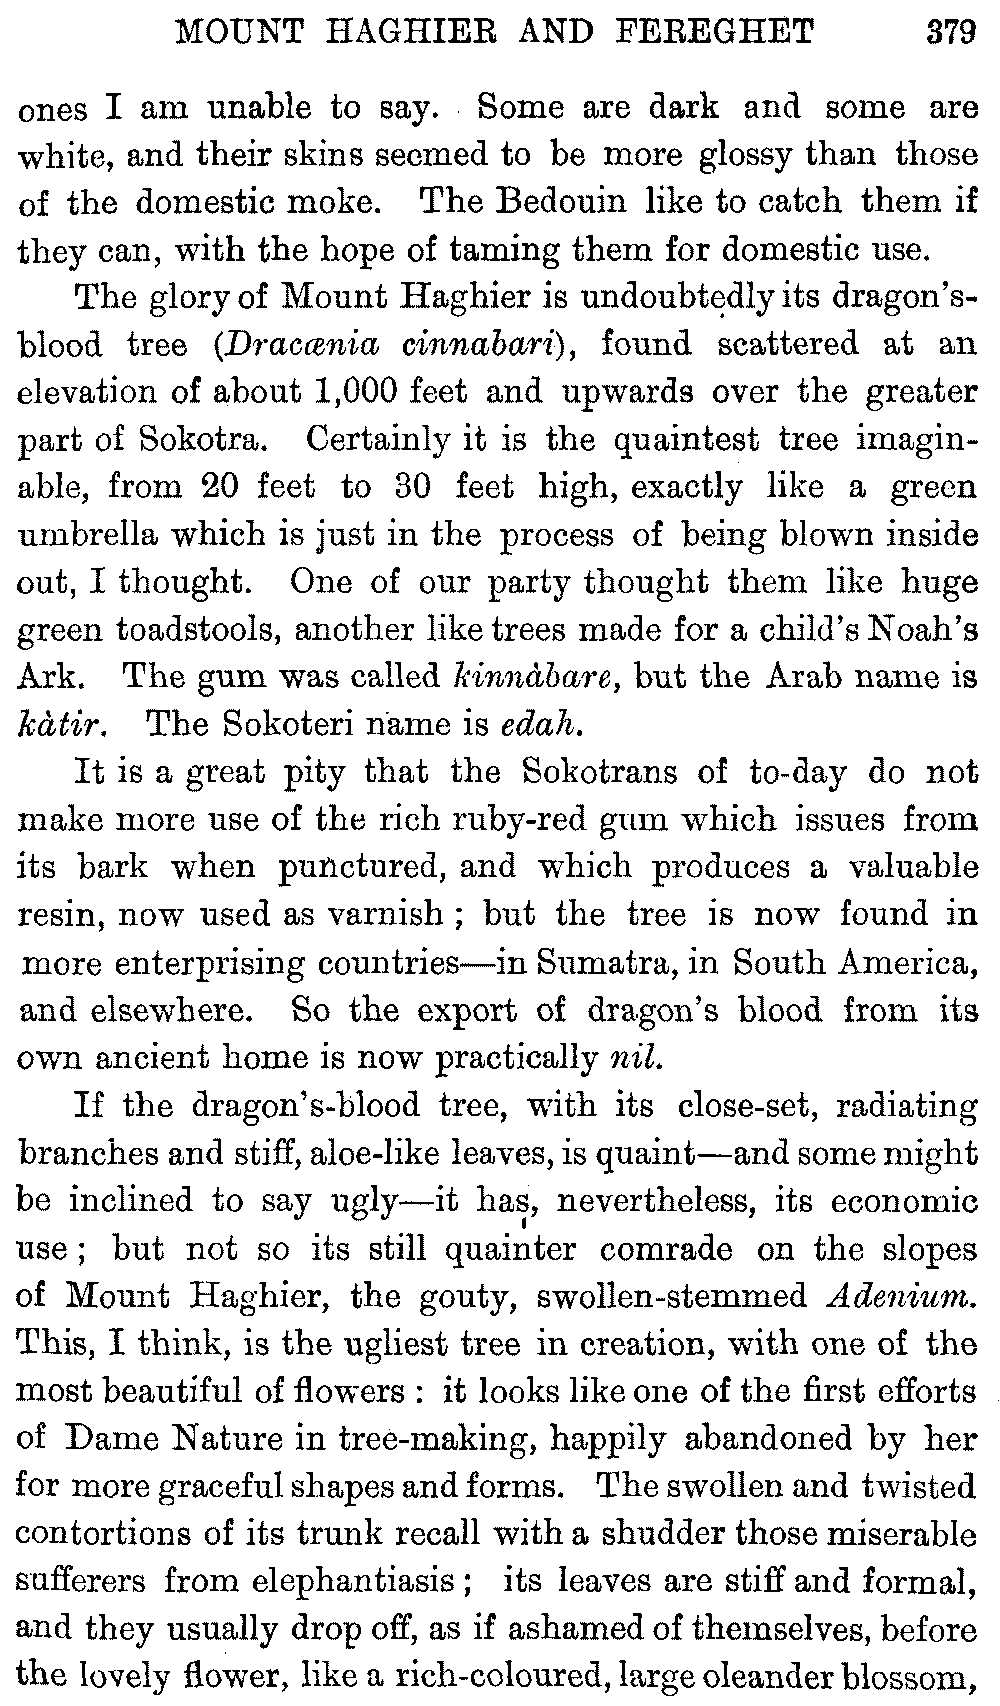 MOUNT HAGHIER AND FEREGHET 379
ones I am unable to say. Some are dark and some are
white, and their skins seemed to be more glossy than those
of the domestic moke. The Bedouin like to catch them if
they can, with the hope of taming them for domestic use.
The glory of Mount Haghier is undoubtedly its dragon's-
blood tree (Dracænia cinnabari), found scattered at an
elevation of about 1,000 feet and upwards over the greater
part of Sokotra. Certainly it is the quaintest tree imagin-
able, from 20 feet to 30 feet high, exactly like a green
umbrella which is just in the process of being blown inside
out, I thought. One of our party thought them like huge
green toadstools, another like trees made for a child's Noah's
Ark. The gum was called kinnàbare, but the Arab name is
kàtir. The Sokoteri name is edah.
It is a great pity that the Sokotrans of to-day do not
make more use of the rich ruby-red gum which issues from
its bark when punctured, and which produces a valuable
resin, now used as varnish ; but the tree is now found in
more enterprising countries—in Sumatra, in South America,
and elsewhere. So the export of dragon's blood from its
own ancient home is now practically nil.
If the dragon's-blood tree, with its close-set, radiating
branches and stiff, aloe-like leaves, is quaint—and some might
be inclined to say ugly—it has, nevertheless, its economic
use ; but not so its still quainter comrade on the slopes
of Mount Haghier, the gouty, swollen-stemmed Adenium.
This, I think, is the ugliest tree in creation, with one of the
most beautiful of flowers : it looks like one of the first efforts
of Dame Nature in tree-making, happily abandoned by her
for more graceful shapes and forms. The swollen and twisted
contortions of its trunk recall with a shudder those miserable
sufferers from elephantiasis ; its leaves are stiff and formal,
and they usually drop off, as if ashamed of themselves, before
the lovely flower, like a rich-coloured, large oleander blossom,